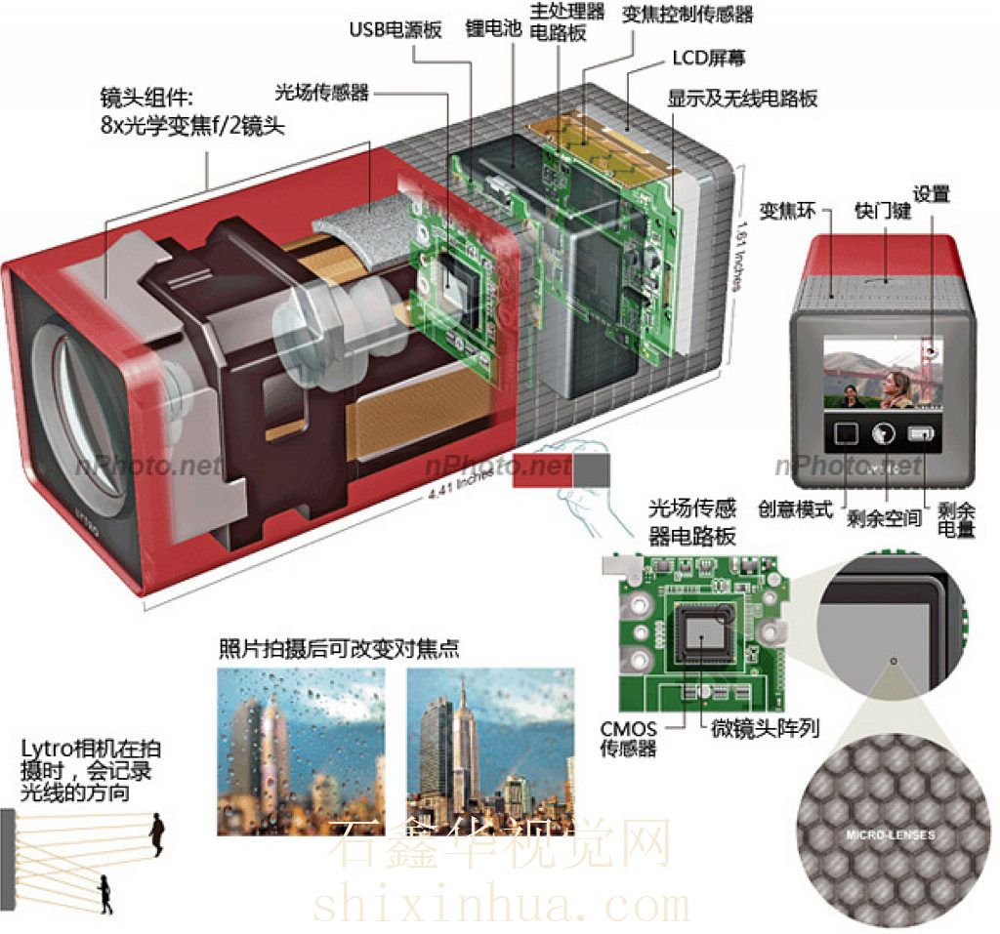 USB电源板
锂电池
主处理器
电路板
变焦控制传感器
LCD屏幕
显示及无线电路板
光场传感器
镜头组件:
8x光学变焦f/2镜头
1.61 Inches
4.41 Inches
LYTRO
变焦环
快门键
设置
创意模式
剩余空间
剩余
电量
nPhoto.net
nPhoto.net
nPhoto.net
光场传感
器电路板
CMOS
传感器
微镜头阵列
MICRO-LENSES
照片拍摄后可改变对焦点
Lytro相机在拍
摄时，会记录
光线的方向
石鑫华视觉网
shixinhua.com